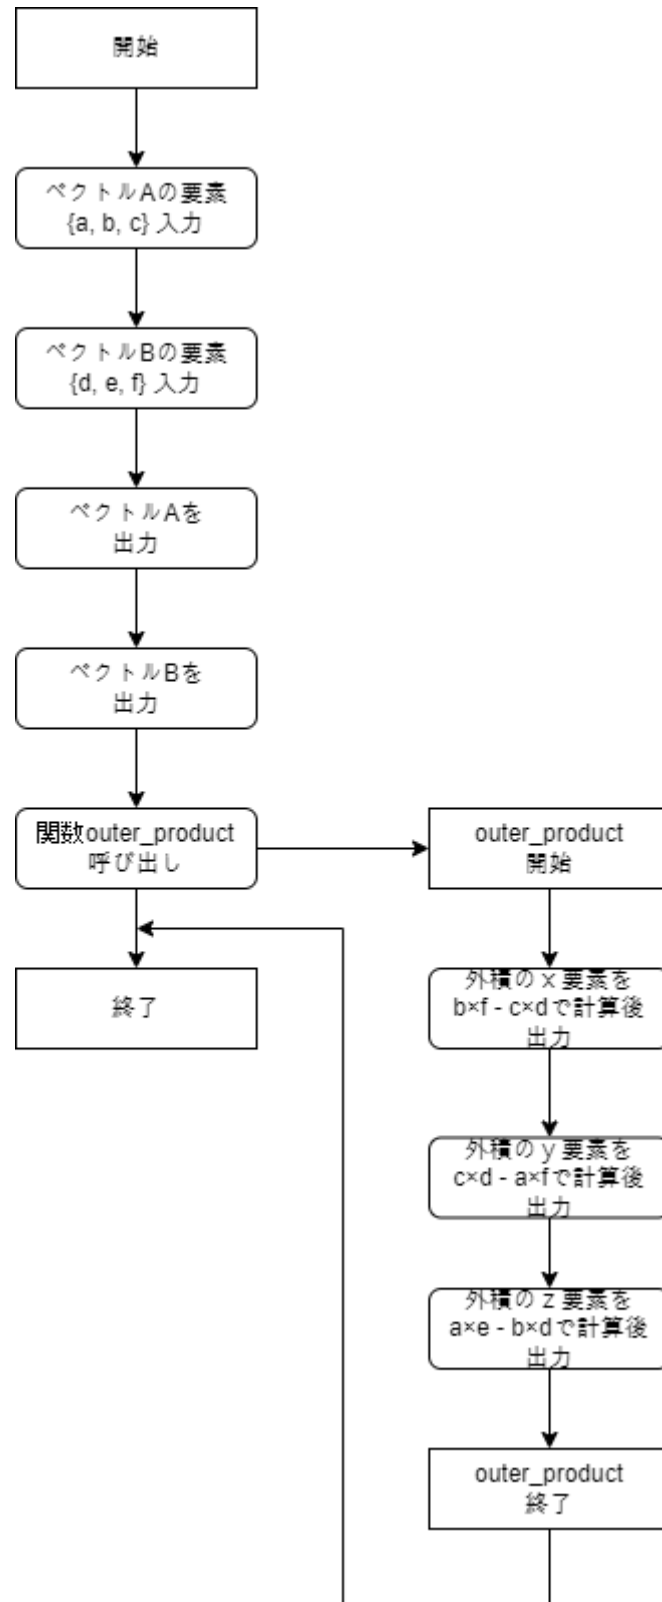 開始
ベクトルAの要素
{a, b, c} 入力
ベクトルBの要素
{d, e, f} 入力
ベクトルAを
出力
ベクトルBを
出力
関数outer_product
呼び出し
終了
outer_product
開始
外積のx要素を
b×f - c×dで計算後
出力
外積のy要素を
c×d - a×fで計算後
出力
外積のz要素を
a×e - b×dで計算後
出力
outer_product
終了